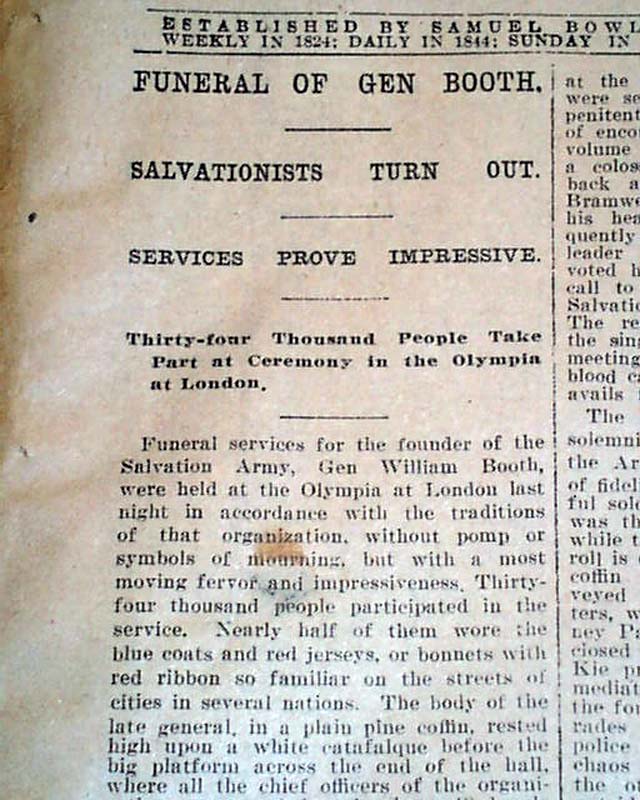 ESTABLISHED BY SAMUEL BOWL
WEEKLY IN 1824; DAILY IN 1844; SUNDAY IN
FUNERAL OF GEN BOOTH.
SALVATIONISTS TURN OUT.
SERVICES PROVE IMPRESSIVE.
Thirty-four Thousand People Take
Part at Ceremony in the Olympia
at London.
Funeral services for the founder of the
Salvation Army, Gen William Booth,
were held at the Olympia at London last
night in accordance with the traditions
of that organization, without pomp or
symbols of mourning, but with a most
moving fervor and impressiveness. Thirty-
four thousand people participated in the
service. Nearly half of them wore the
blue coats and red jerseys, or bonnets with
red ribbon so familiar on the streets of
cities in several nations. The body of the
late general, in a plain pine coffin, rested
high upon a white catafalque before the
big platform across the end of the hall,
where all the chief officers of the organi-
at the
were se
penitent
of encou
volume
a colos
back a
Bramwe
his hea
quently
leader
voted h
call to
Salvatio
The re
the sing
meeting
blood ca
avails f
The
solemni
the Ar
of fideli
ful sold
was th
while t
roll is c
coffin
veyed
ters, w
ney Pa
closed
Kie pr
mediat
the fou
rades
police
chaos
the o